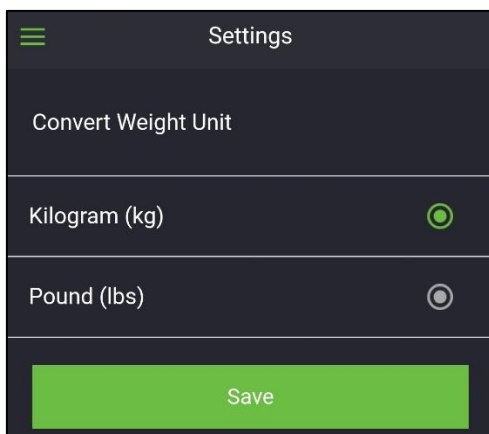 Settings
Convert Weight Unit
Kilogram (kg)
Pound (lbs)
Save